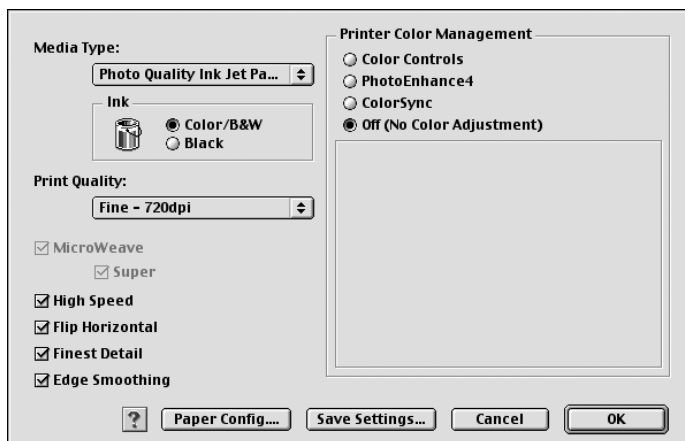 Media Type:
Photo Quality Ink Jet Pa...
Ink
Color/B&W
Black
Print Quality:
Fine - 720dpi
MicroWeave
Super
High Speed
Flip Horizontal
Finest Detail
Edge Smoothing
Printer Color Management
Color Controls
PhotoEnhance4
ColorSync
Off (No Color Adjustment)
?
Paper Config....
Save Settings...
Cancel
OK